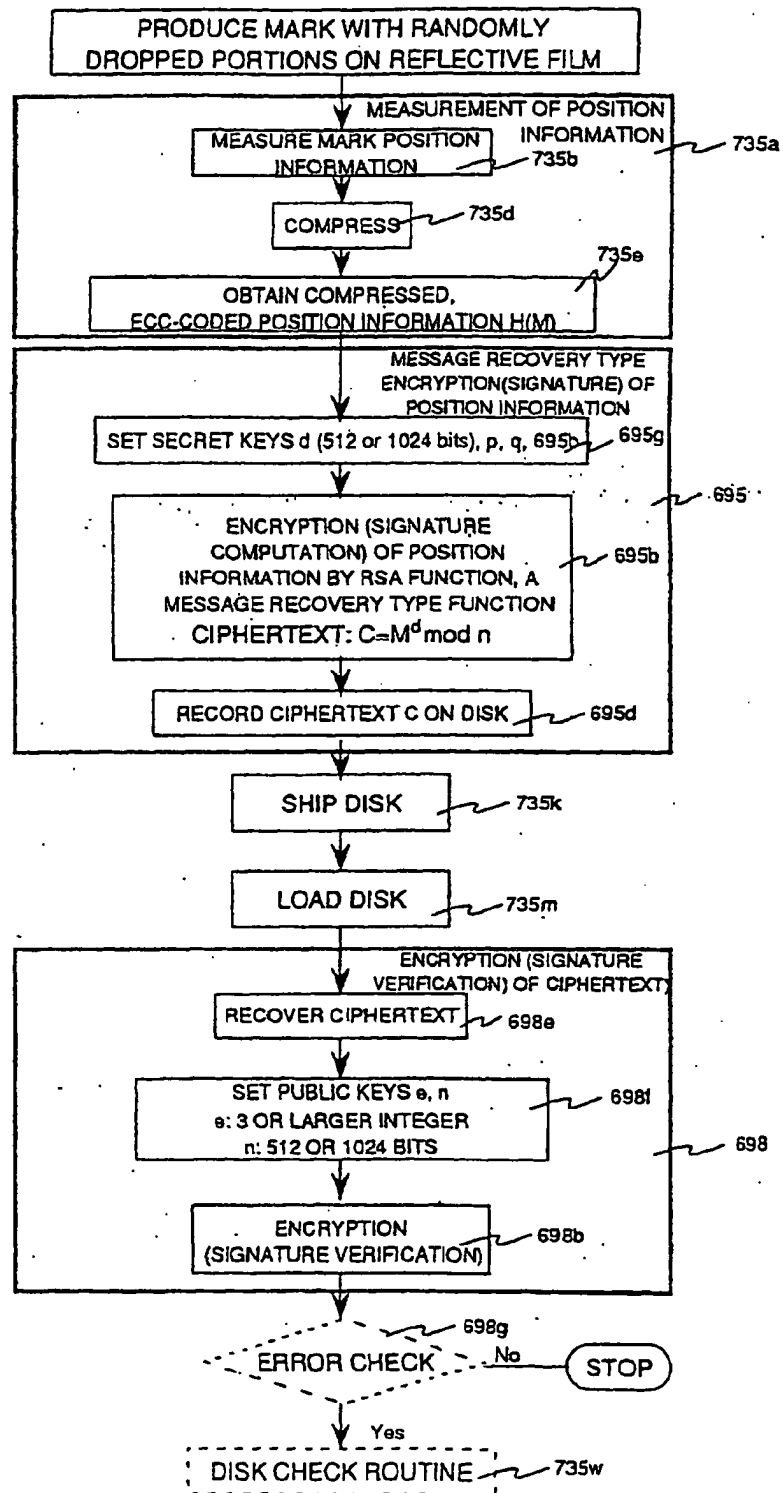 PRODUCE MARK WITH RANDOMLY
DROPPED PORTIONS ON REFLECTIVE FILM
MEASUREMENT OF POSITION
INFORMATION
735a
MEASURE MARK POSITION
INFORMATION
735b
COMPRESS
735d
735e
OBTAIN COMPRESSED,
ECC-CODED POSITION INFORMATION H(M)
MESSAGE RECOVERY TYPE
ENCRYPTION(SIGNATURE) OF
POSITION INFORMATION
SET SECRET KEYS d (512 or 1024 bits), p, q, 695b
695g
695
ENCRYPTION (SIGNATURE
COMPUTATION) OF POSITION
INFORMATION BY RSA FUNCTION, A
MESSAGE RECOVERY TYPE FUNCTION
CIPHERTEXT: C=M^d mod n
695b
RECORD CIPHERTEXT C ON DISK
695d
SHIP DISK
735k
LOAD DISK
735m
ENCRYPTION (SIGNATURE
VERIFICATION) OF CIPHERTEXT)
RECOVER CIPHERTEXT
698e
SET PUBLIC KEYS e, n
e: 3 OR LARGER INTEGER
n: 512 OR 1024 BITS
698f
698
ENCRYPTION
(SIGNATURE VERIFICATION)
698b
698g
ERROR CHECK
No
STOP
Yes
DISK CHECK ROUTINE
735w